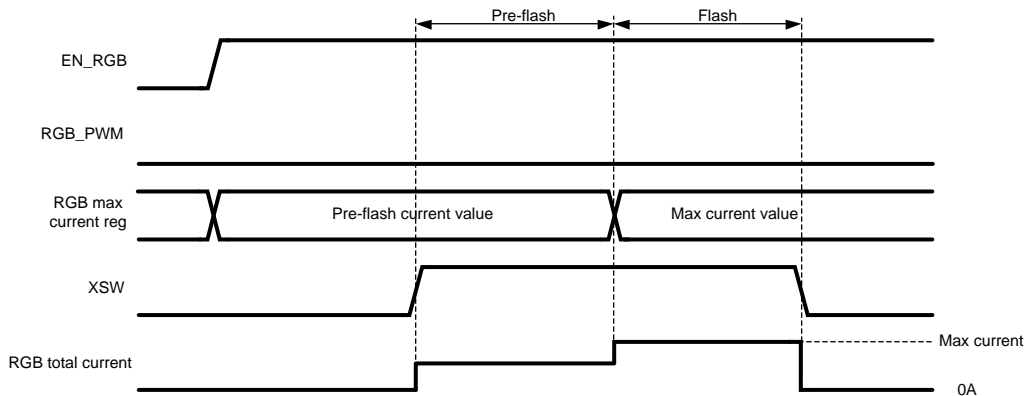 Pre-flash
Flash
EN_RGB
RGB_PWM
RGB max
current reg
Pre-flash current value
Max current value
XSW
RGB total current
Max current
0A